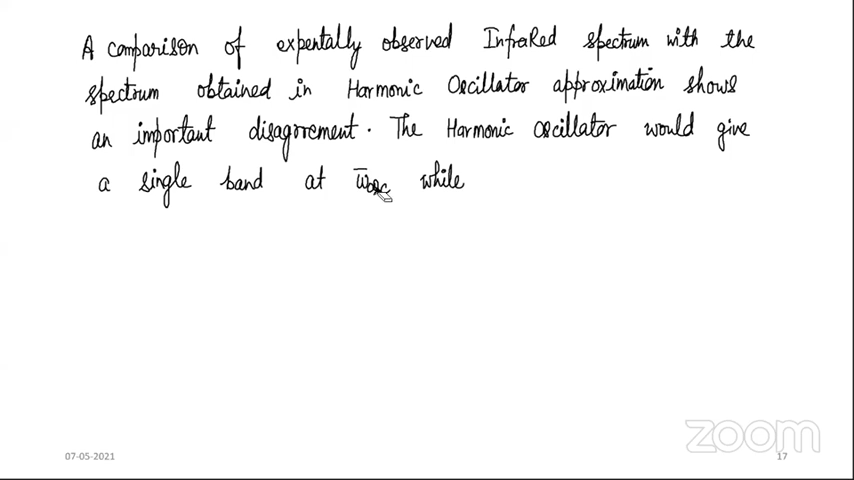 A comparison of expentally observed InfraRed spectrum with the
spectrum obtained in Harmonic Oscillator approximation shows
an important disagorement. The Harmonic oscillator would give
a single band at while
zoom
07-05-2021
17